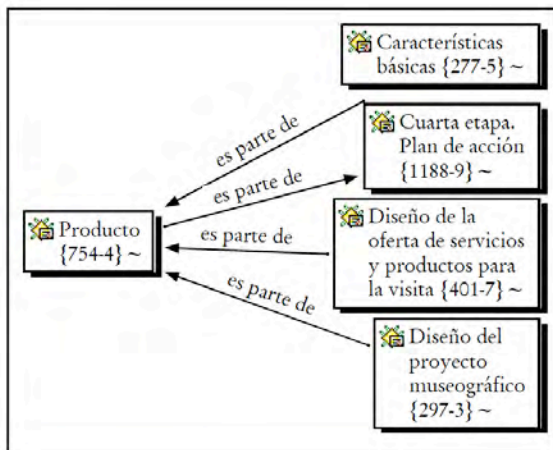 Características
básicas {277-5} ~
es parte de
Cuarta etapa.
Plan de acción
{1188-9} ~
es parte de
Producto
{754-4} ~
es parte de
Diseño de la
oferta de servicios
y productos para
la visita {401-7} ~
es parte de
Diseño del
proyecto
museográfico
{297-3} ~